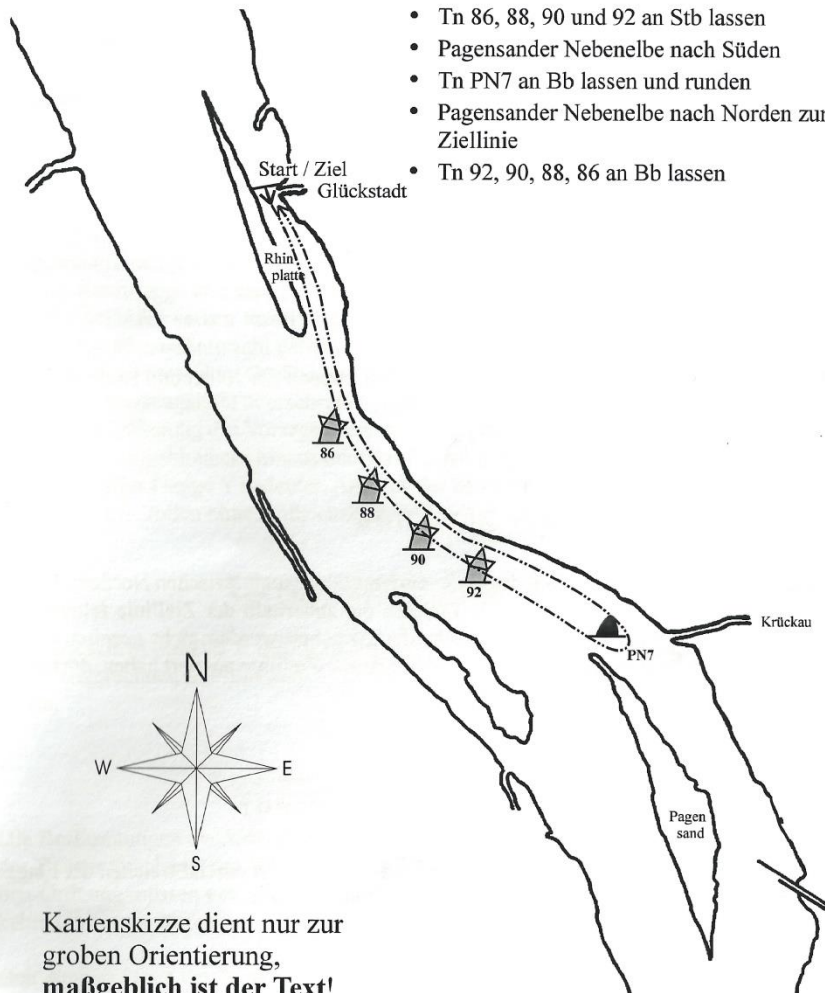 • Tn 86, 88, 90 und 92 an Stb lassen
• Pagensander Nebenelbe nach Süden
• Tn PN7 an Bb lassen und runden
• Pagensander Nebenelbe nach Norden zur
Ziellinie
• Tn 92, 90, 88, 86 an Bb lassen
Start / Ziel
Glückstadt
Rhin
platte
86
88
90
92
PN7
Krückau
N
W
E
S
Pagen
sand
Kartenskizze dient nur zur
groben Orientierung,
maßgeblich ist der Text!